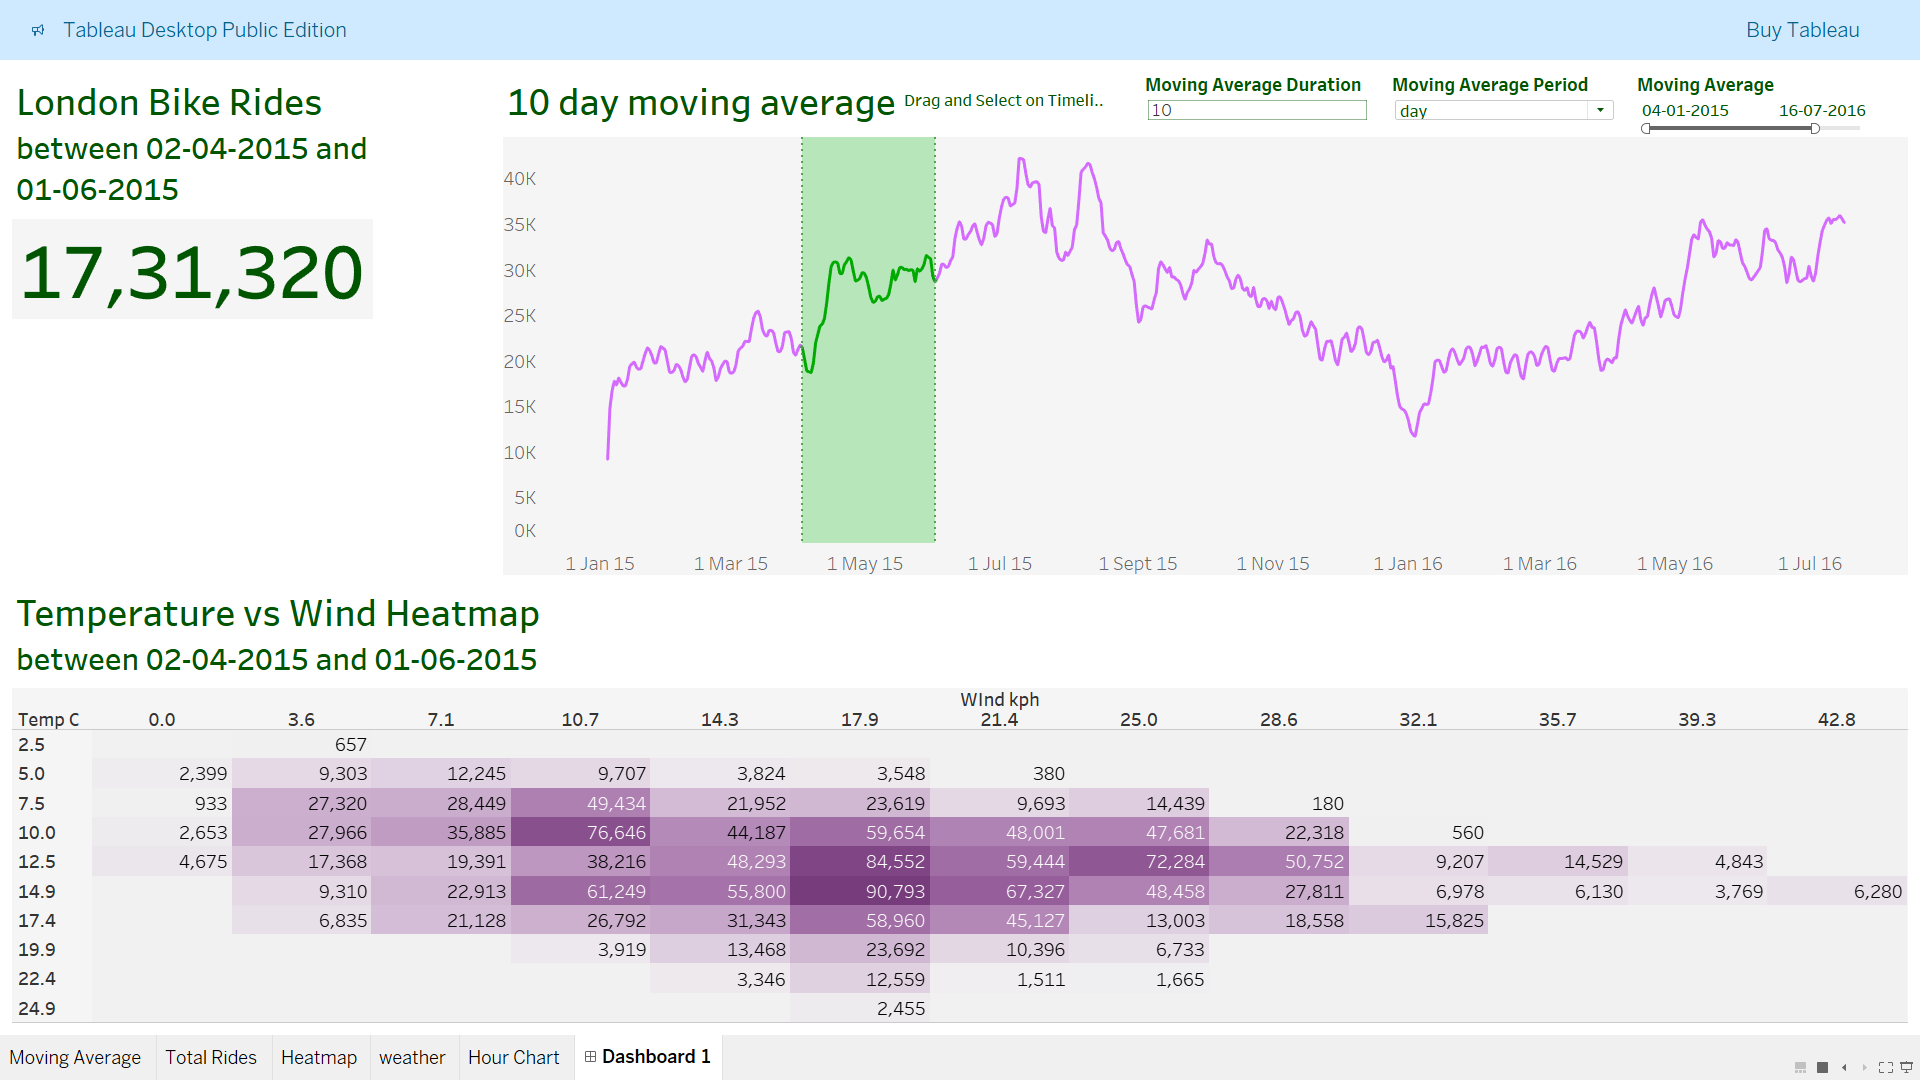 Tableau Desktop Public Edition
Buy Tableau
London Bike Rides
between 02-04-2015 and
01-06-2015
17,31,320
10 day moving average
Drag and Select on Timeli..
Moving Average Duration
10
Moving Average Period
day
Moving Average
04-01-2015 16-07-2016
40K
35K
30K
25K
20K
15K
10K
5K
0K
1 Jan 15 1 Mar 15 1 May 15 1 Jul 15 1 Sept 15 1 Nov 15 1 Jan 16 1 Mar 16 1 May 16 1 Jul 16
Temperature vs Wind Heatmap
between 02-04-2015 and 01-06-2015
WInd kph
Temp C 0.0 3.6 7.1 10.7 14.3 17.9 21.4 25.0 28.6 32.1 35.7 39.3 42.8
2.5 657
5.0 2,399 9,303 12,245 9,707 3,824 3,548 380
7.5 933 27,320 28,449 49,434 21,952 23,619 9,693 14,439 180
10.0 2,653 27,966 35,885 76,646 44,187 59,654 48,001 47,681 22,318 560
12.5 4,675 17,368 19,391 38,216 48,293 84,552 59,444 72,284 50,752 9,207 14,529 4,843
14.9 9,310 22,913 61,249 55,800 90,793 67,327 48,458 27,811 6,978 6,130 3,769 6,280
17.4 6,835 21,128 26,792 31,343 58,960 45,127 13,003 18,558 15,825
19.9 3,919 13,468 23,692 10,396 6,733
22.4 3,346 12,559 1,511 1,665
24.9 2,455
Moving Average Total Rides Heatmap weather Hour Chart Dashboard 1